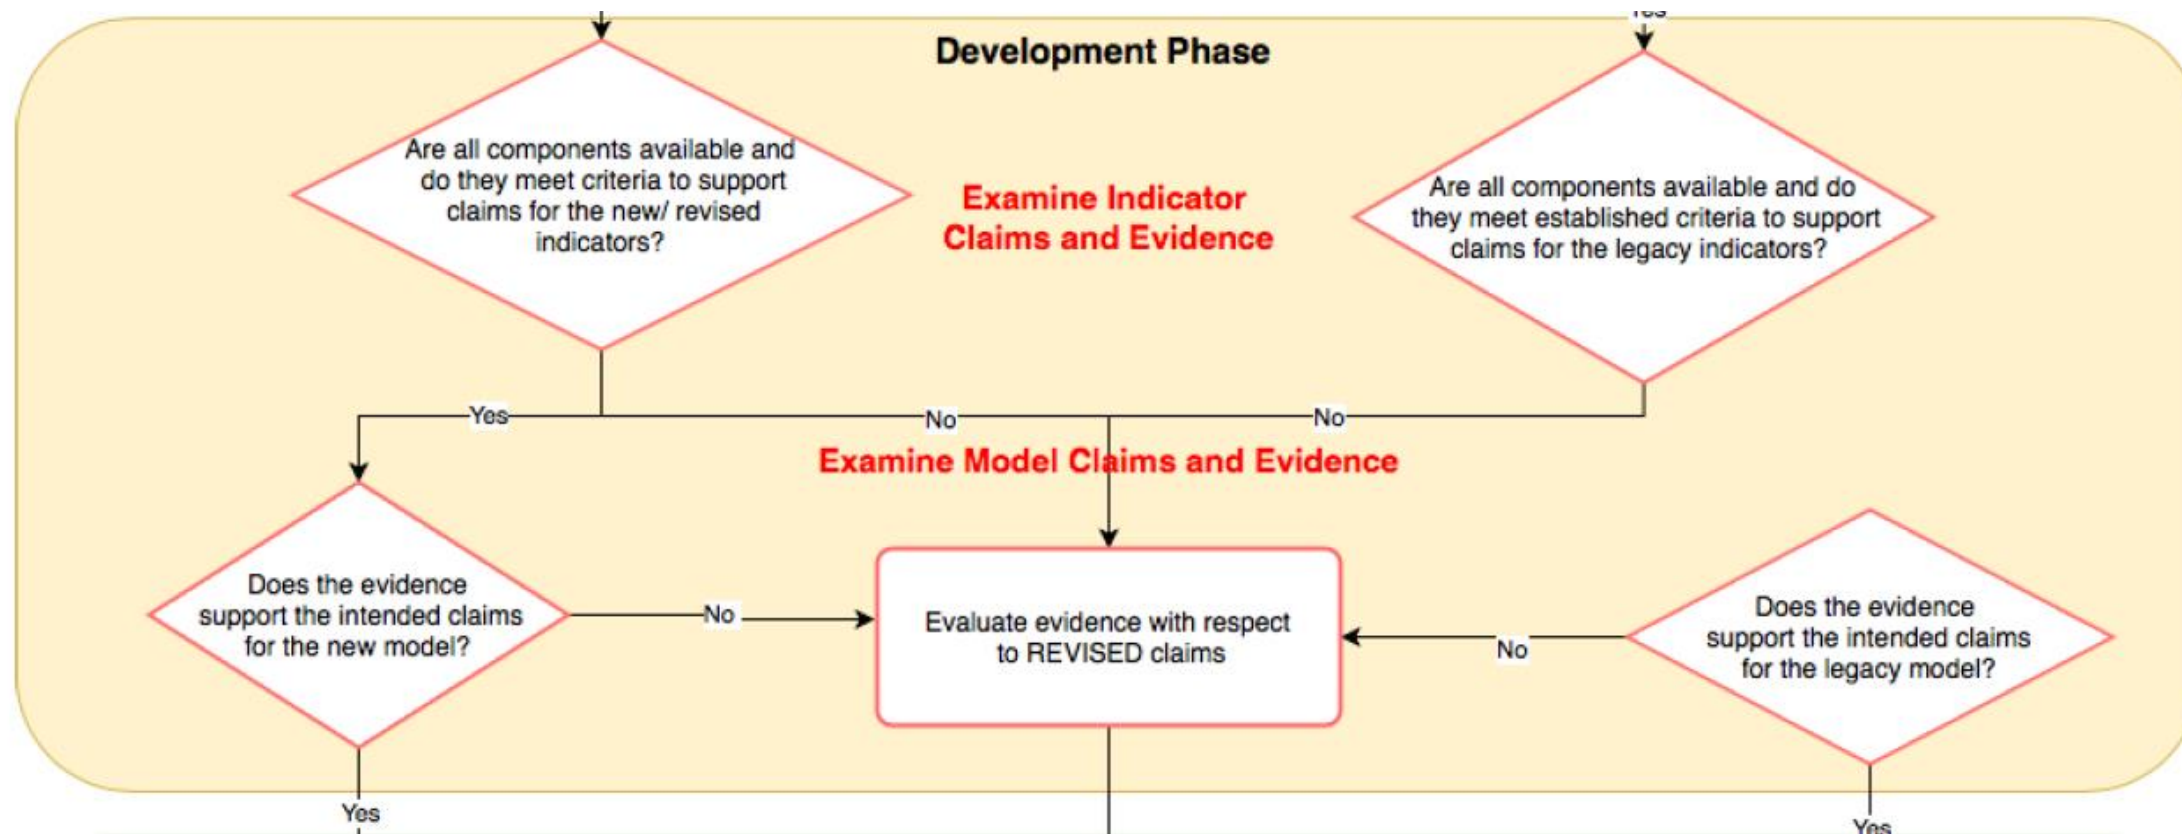 Yes
Development Phase
Are all components available and
do they meet criteria to support
claims for the new/ revised
indicators?
Examine Indicator
Claims and Evidence
Are all components available and do
they meet established criteria to support
claims for the legacy indicators?
Yes
No
No
Examine Model Claims and Evidence
Does the evidence
support the intended claims
for the new model?
No
Evaluate evidence with respect
to REVISED claims
No
Does the evidence
support the intended claims
for the legacy model?
Yes
Yes